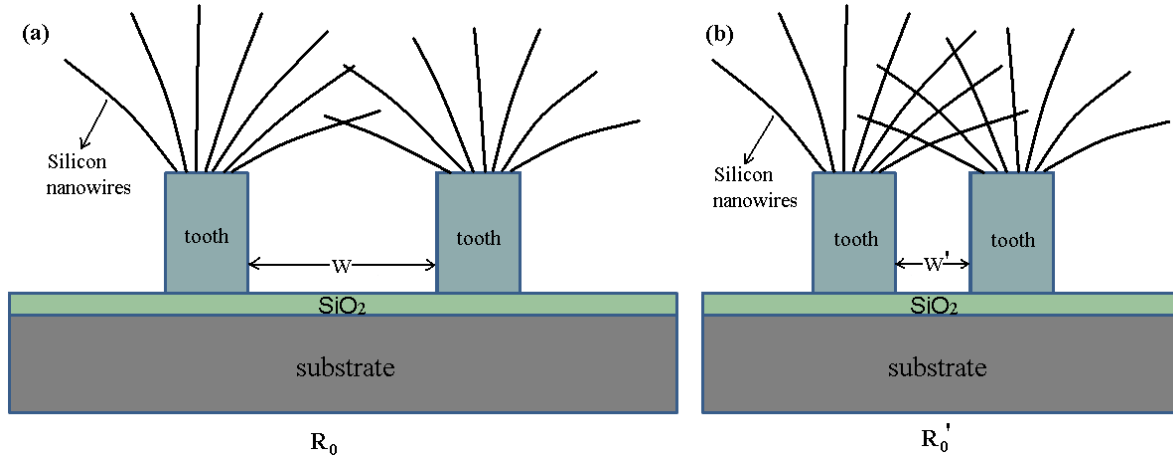 (a)
Silicon
nanowires
tooth
tooth
W
SiO₂
substrate
R₀
(b)
Silicon
nanowires
tooth
tooth
W'
SiO₂
substrate
R₀'